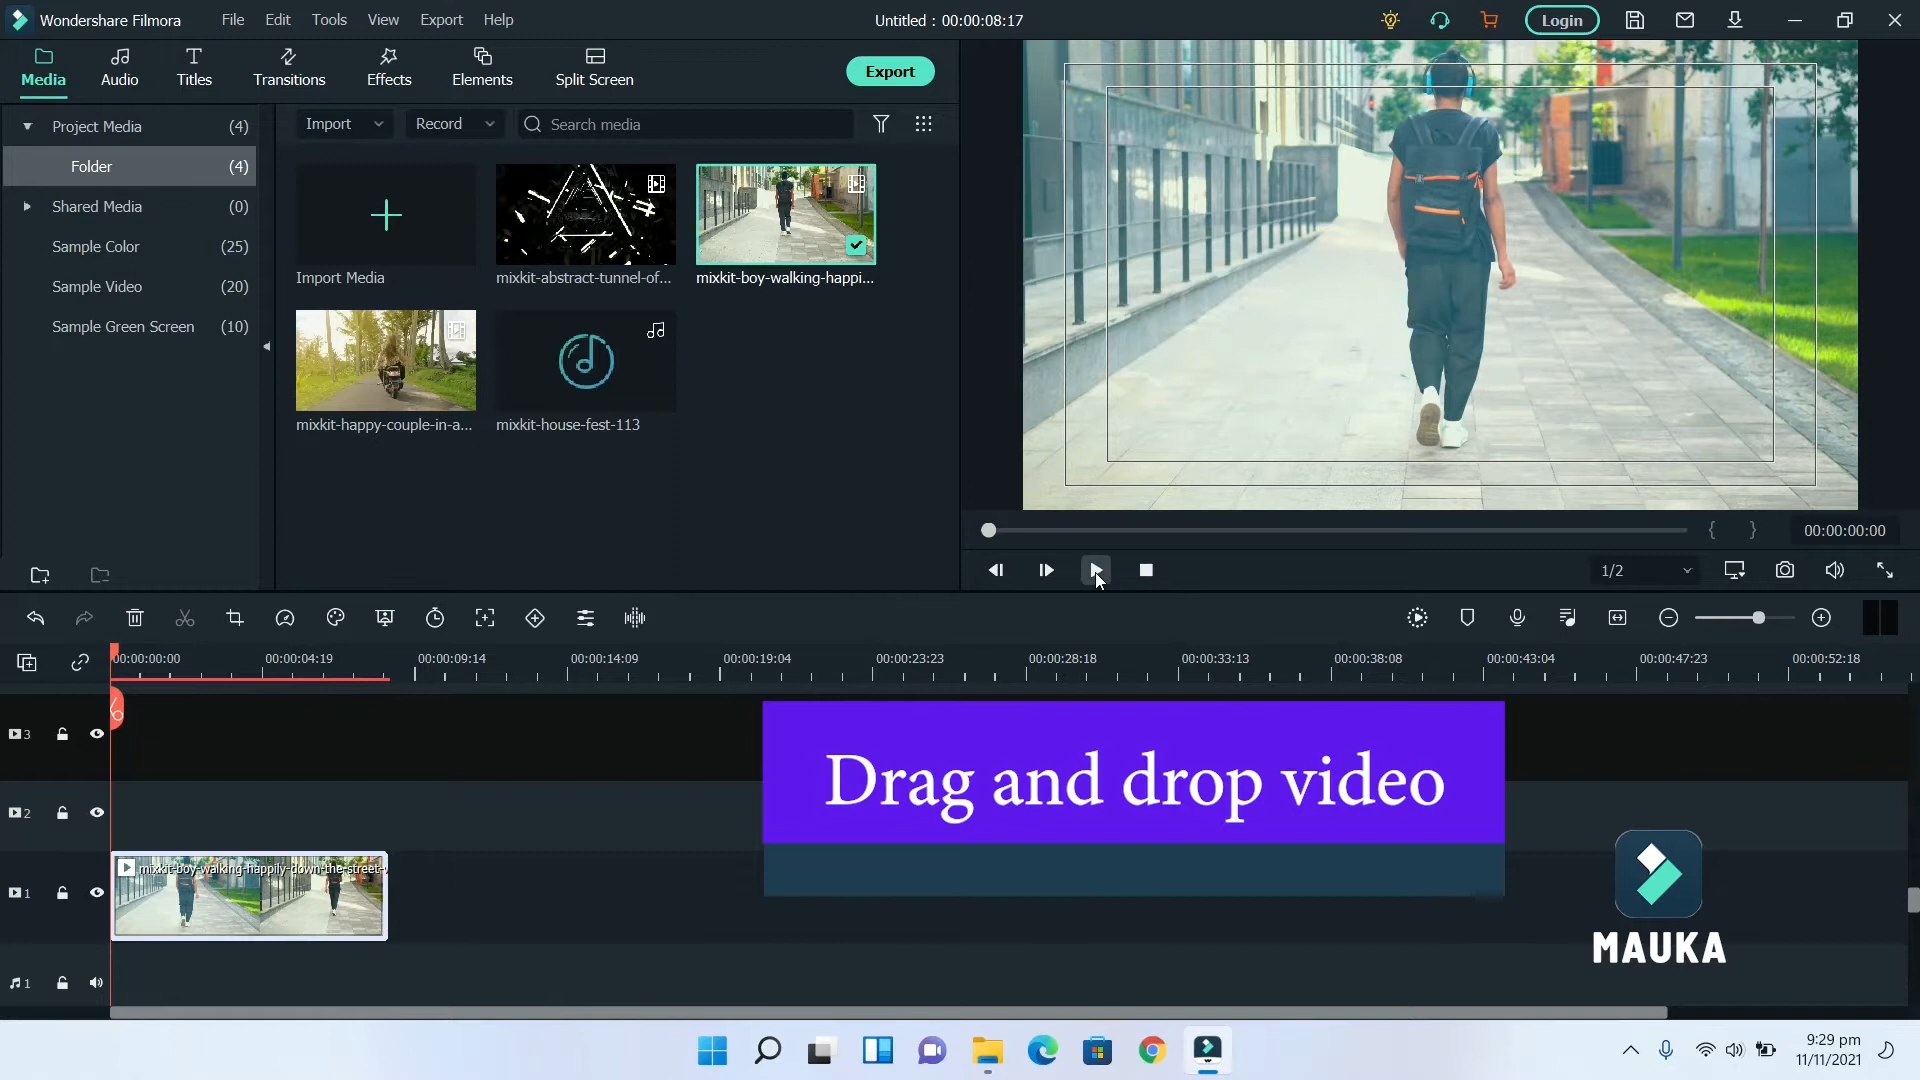 Wondershare Filmora File Edit Tools View Export Help Untitled : 00:00:08:17 Login
Media Audio Titles Transitions Effects Elements Split Screen Export
Project Media (4) Import Record Search media
Folder (4)
Shared Media (0)
Sample Color (25)
Sample Video (20)
Sample Green Screen (10)
Import Media mixkit-abstract-tunnel-of... mixkit-boy-walking-happi...
mixkit-happy-couple-in-a... mixkit-house-fest-113
{ } 00:00:00:00
1/2
00:00:00:00 00:00:04:19 00:00:09:14 00:00:14:09 00:00:19:04 00:00:23:23 00:00:28:18 00:00:33:13 00:00:38:08 00:00:43:04 00:00:47:23 00:00:52:18
3
Drag and drop video
2
mixkit-boy-walking-happily-down-the-street-
1
MAUKA
1
9:29 pm
11/11/2021